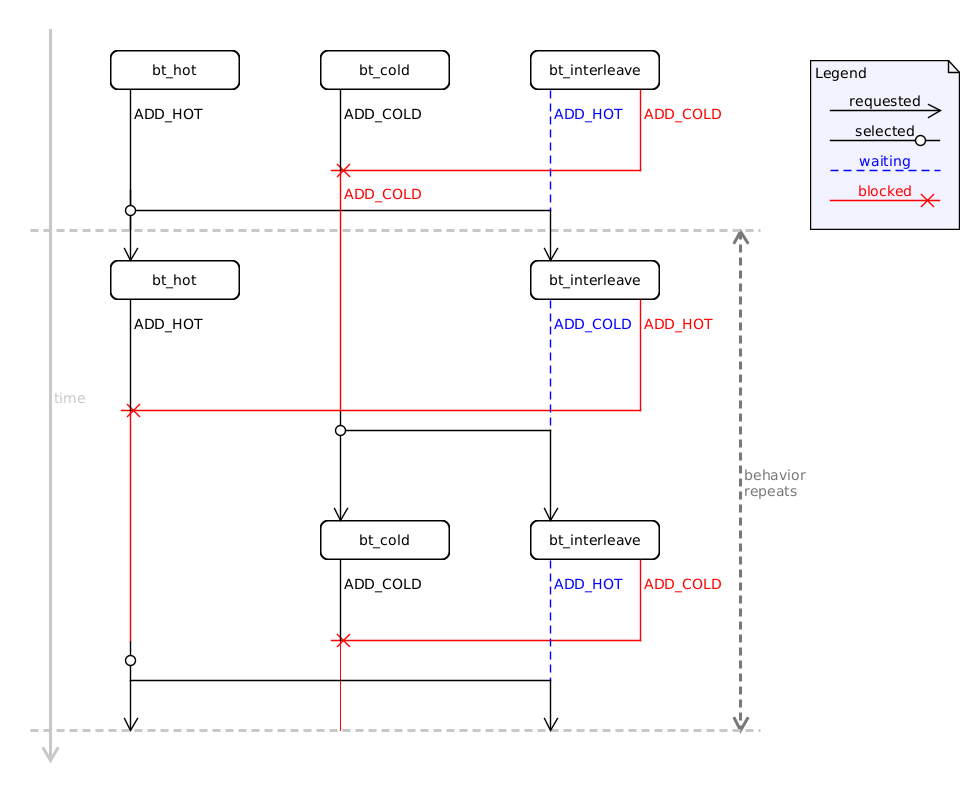 bt_hot
bt_cold
bt_interleave
Legend
requested
selected
waiting
blocked
ADD_HOT
ADD_COLD
ADD_HOT
ADD_COLD
ADD_COLD
bt_hot
bt_interleave
ADD_HOT
ADD_COLD
ADD_HOT
time
behavior
repeats
bt_cold
bt_interleave
ADD_COLD
ADD_HOT
ADD_COLD